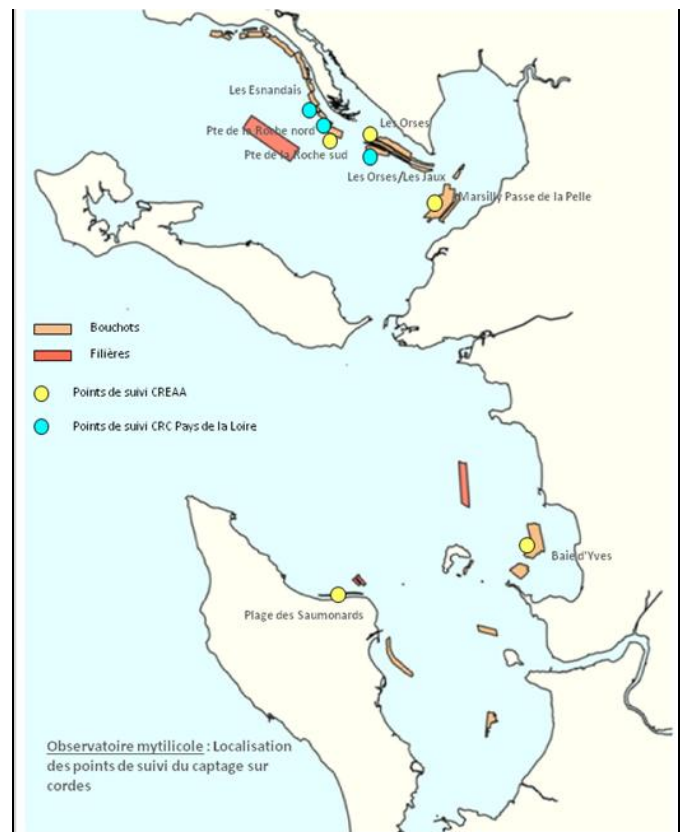 Les Esnandais
Les Orses
Pte de la Roche nord
Pte de la Roche sud
Les Orses/Les Jaux
Marsilly Passe de la Pelle
Bouchots
Filières
Points de suivi CREAA
Points de suivi CRC Pays de la Loire
Baie d'Yves
Plage des Saumonards
Observatoire mytilicole : Localisation
des points de suivi du captage sur
cordes